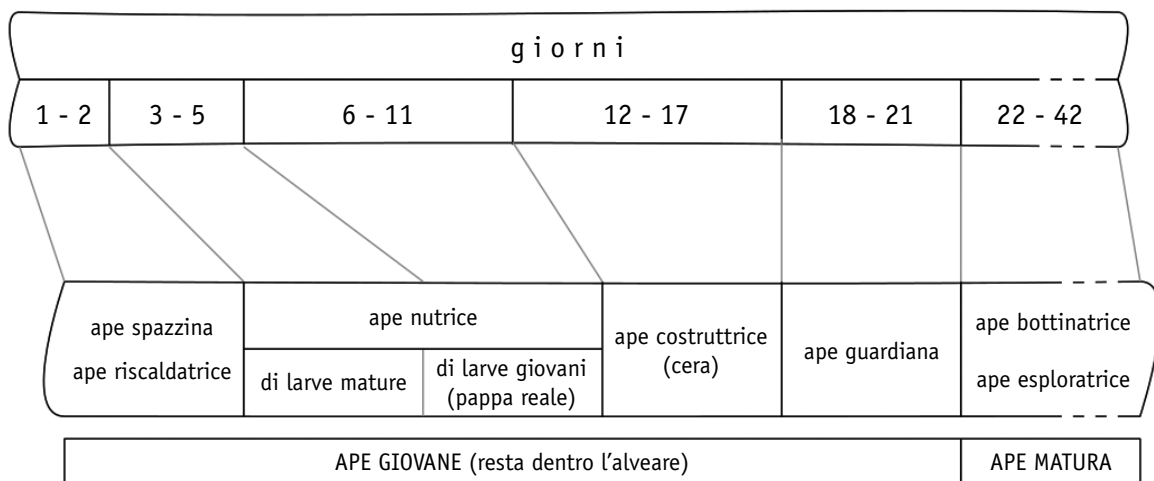 giorni
1 - 2
3 - 5
6 - 11
12 - 17
18 - 21
22 - 42
ape spazzina
ape riscaldatrice
ape nutrice
di larve mature
di larve giovani
(pappa reale)
ape costruttrice
(cera)
ape guardiana
ape bottinatrice
ape esploratrice
APE GIOVANE (resta dentro l'alveare)
APE MATURA